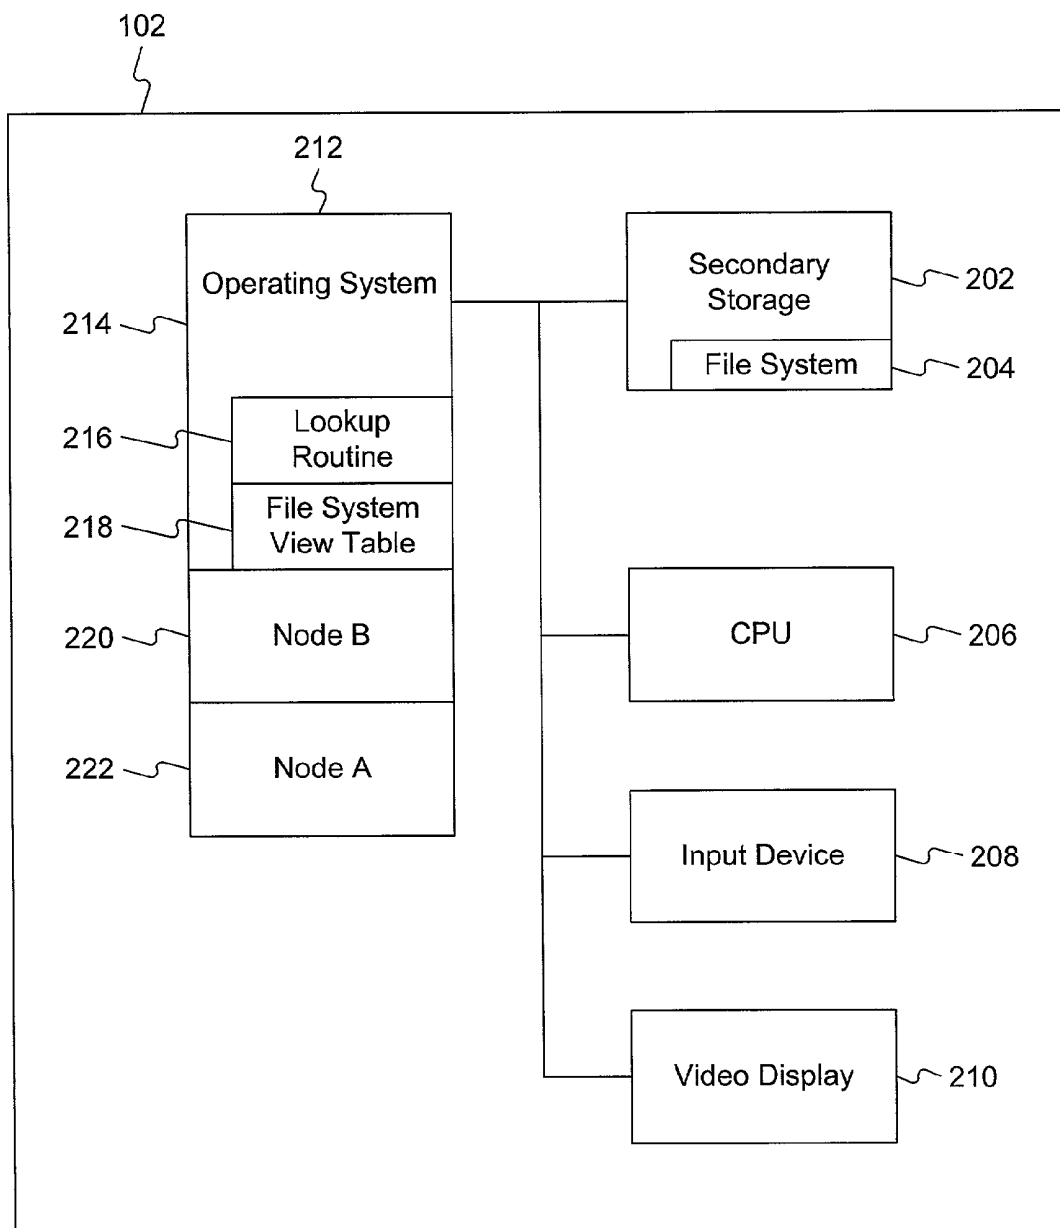 102
212
Operating System
214
Lookup
Routine
216
File System
View Table
218
Node B
220
Node A
222
Secondary
Storage
202
File System
204
CPU
206
Input Device
208
Video Display
210